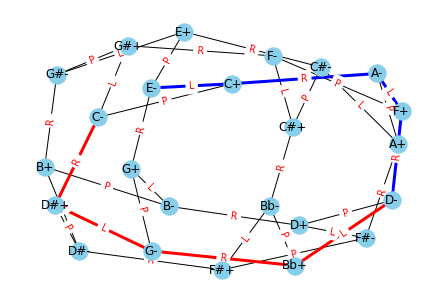 E+
G#+
R
R
L
F-
P
P
C#-
G#-
A-
R
P
C+
L
E-
L
L
P
P
L
F+
C-
R
C#+
R
A+
R
R
B+
G+
R
P
L
R
D-
D#+
B-
Bb-
P
P
R
D+
P
L
L
P
F#-
L
D#-
G-
R
R
Bb+
F#+